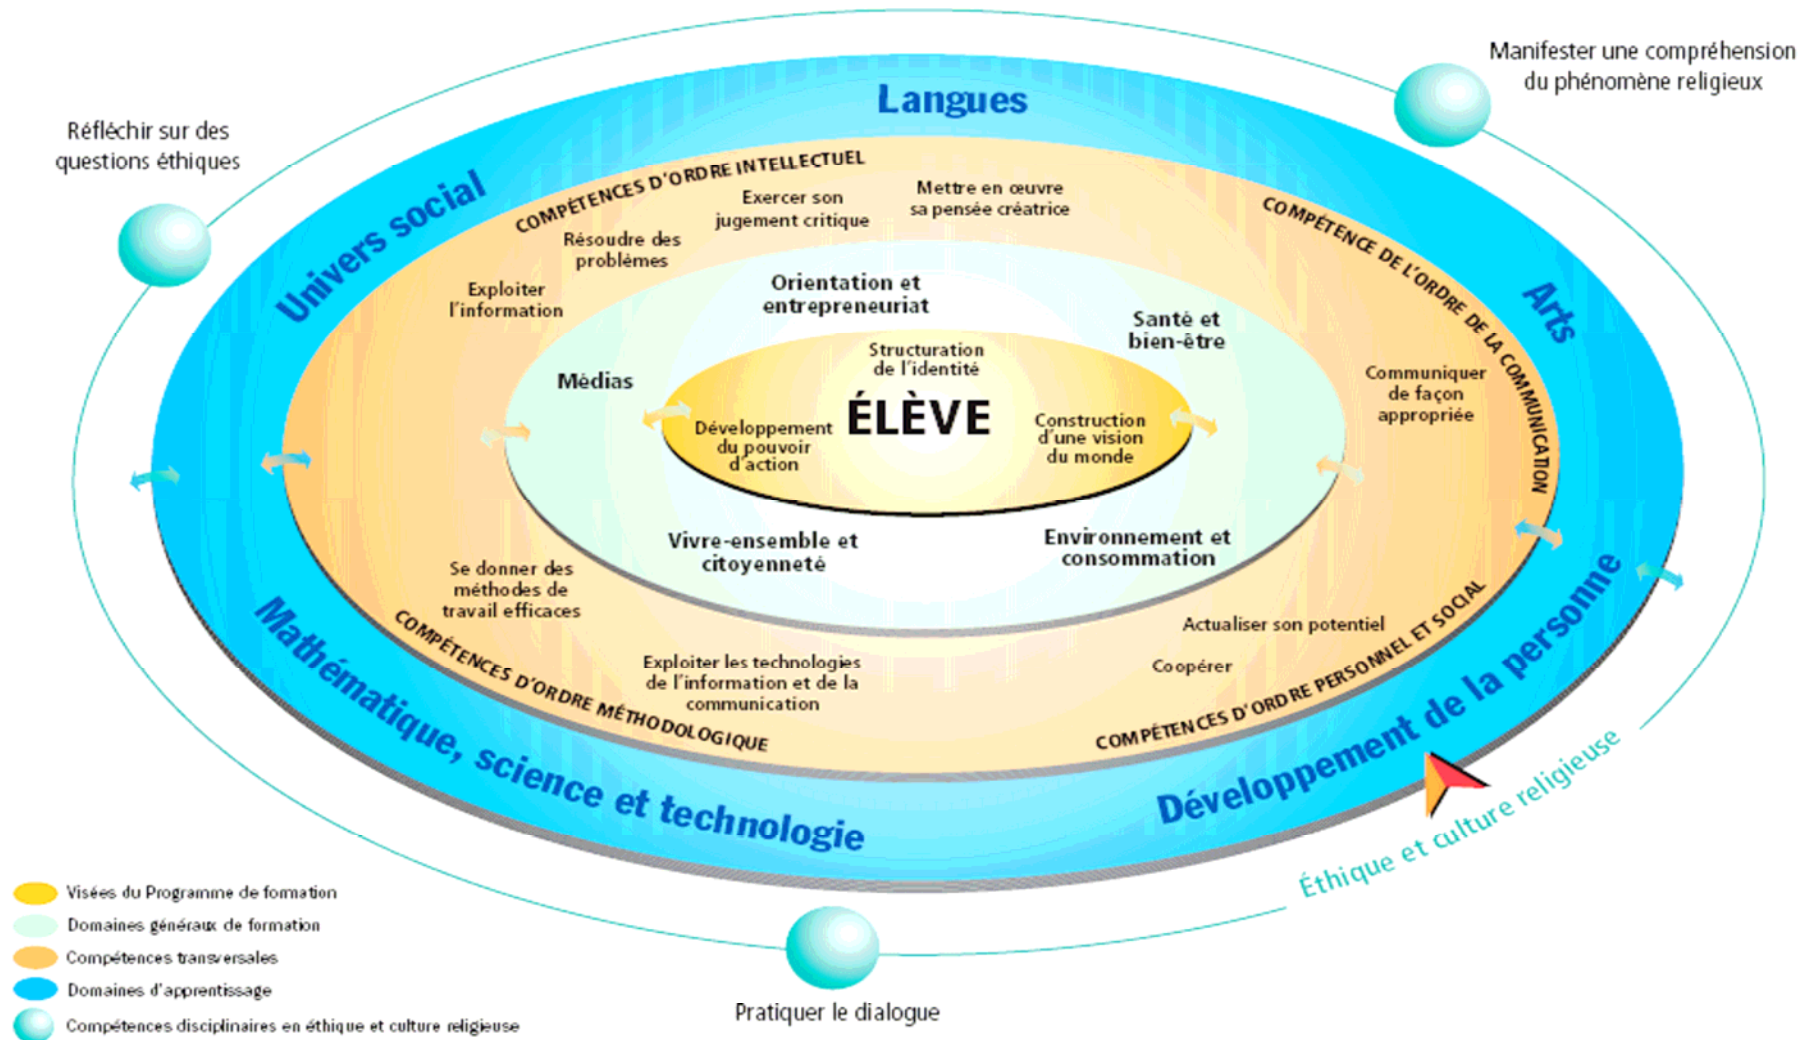 Manifester une compréhension
du phénomène religieux
Réfléchir sur des
questions éthiques
Langues
Univers social
Arts
COMPÉTENCES D'ORDRE INTELLECTUEL
Exercer son
jugement critique
Mettre en œuvre
sa pensée créatrice
Résoudre des
problèmes
Exploiter
l'information
COMPÉTENCE DE L'ORDRE DE LA COMMUNICATION
Communiquer
de façon
appropriée
Orientation et
entrepreneuriat
Santé et
bien-être
Médias
Structuration
de l'identité
ÉLÈVE
Développement
du pouvoir
d'action
Construction
d'une vision
du monde
Vivre-ensemble et
citoyenneté
Environnement et
consommation
Se donner des
méthodes de
travail efficaces
Exploiter les technologies
de l'information et de la
communication
COMPÉTENCES D'ORDRE MÉTHODOLOGIQUE
Actualiser son potentiel
Coopérer
COMPÉTENCES D'ORDRE PERSONNEL ET SOCIAL
Mathématique, science et technologie
Développement de la personne
Éthique et culture religieuse
Pratiquer le dialogue
Visées du Programme de formation
Domaines généraux de formation
Compétences transversales
Domaines d'apprentissage
Compétences disciplinaires en éthique et culture religieuse